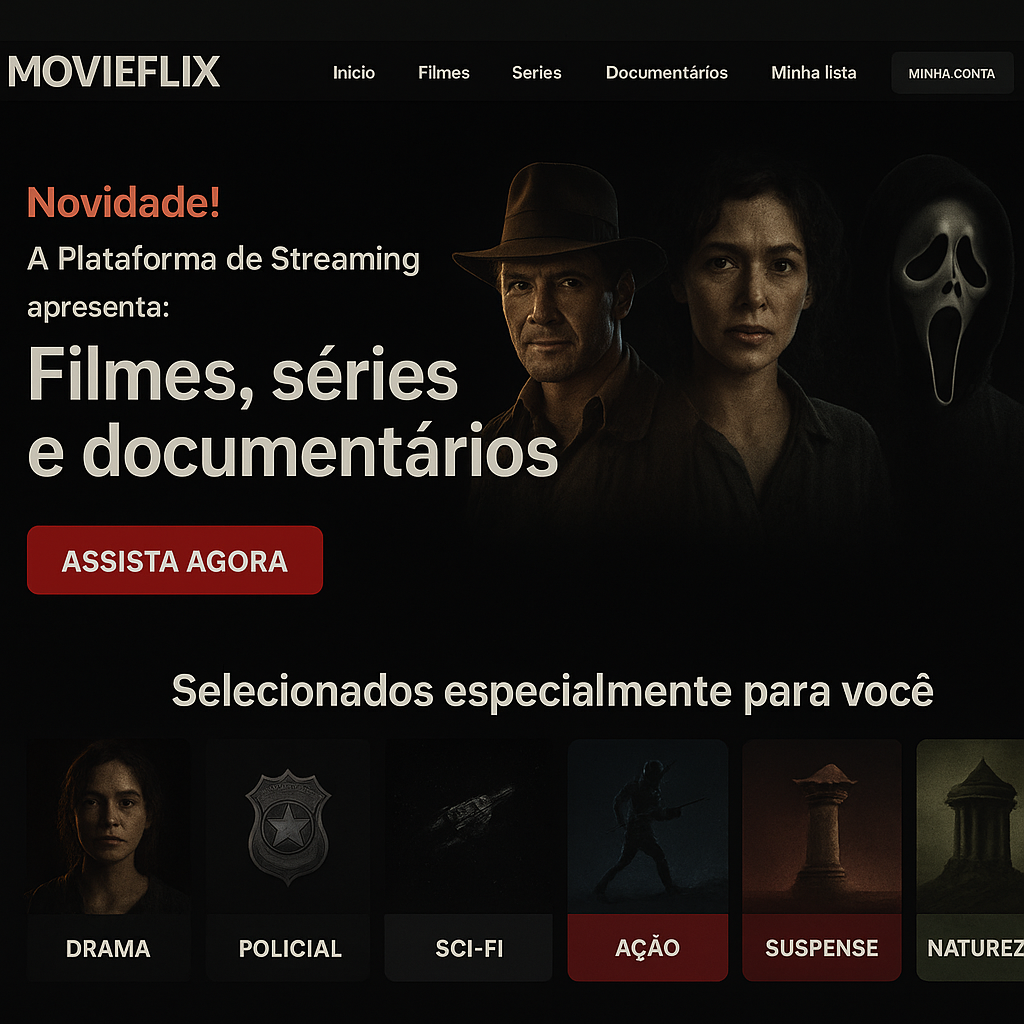 MOVIEFLIX
Inicio
Filmes
Series
Documentáríos
Minha lista
MINHA.CONTA
Novidade!
A Plataforma de Streaming
apresenta:
Filmes, séries
e documentários
ASSISTA AGORA
Selecionados especialmente para você
DRAMA
POLICIAL
SCI-FI
AÇÃO
SUSPENSE
NATUREZ